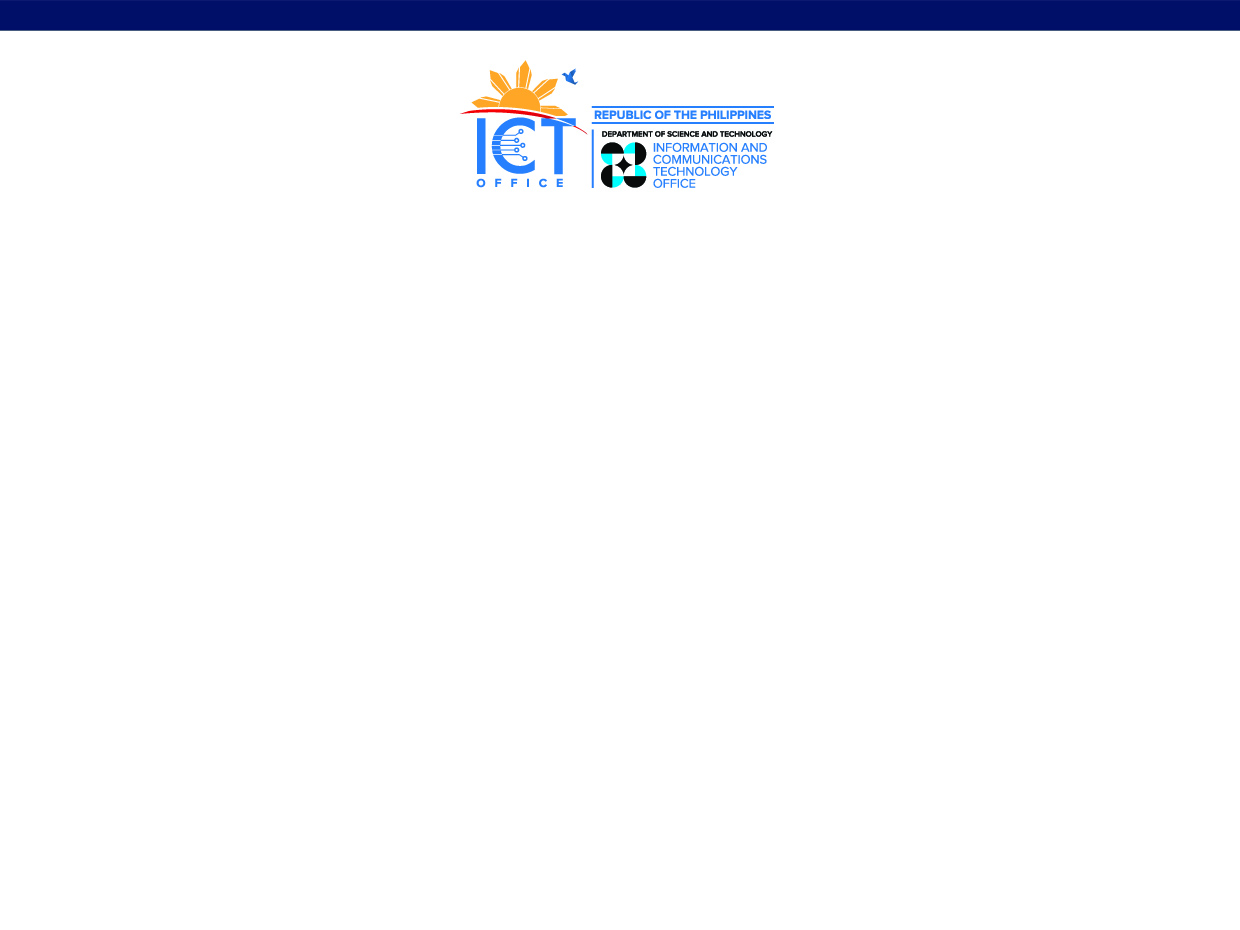 ICT
OFFICE
REPUBLIC OF THE PHILIPPINES
DEPARTMENT OF SCIENCE AND TECHNOLOGY
INFORMATION AND
COMMUNICATIONS
TECHNOLOGY
OFFICE